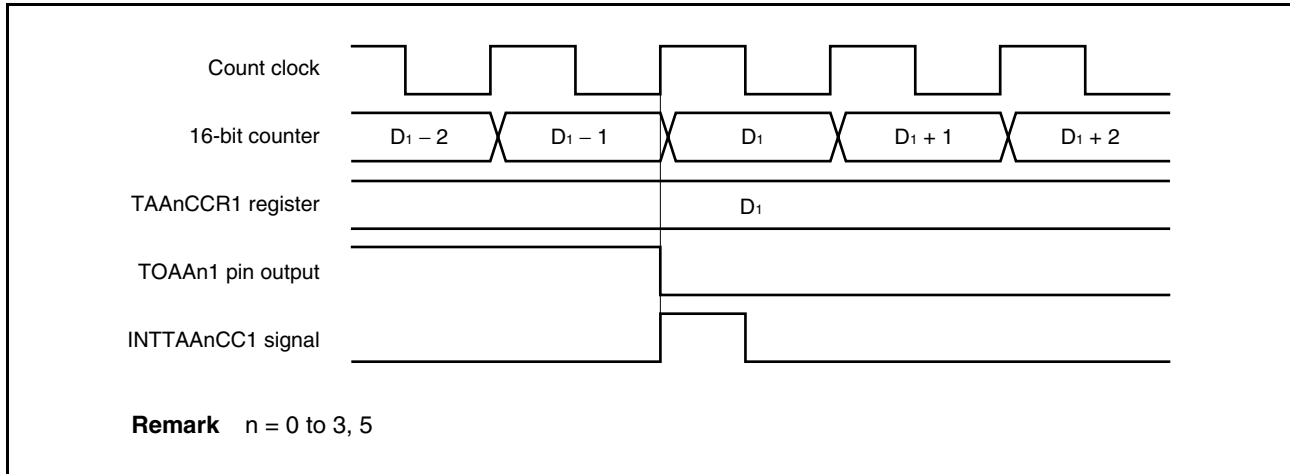 Count clock
16-bit counter D₁ − 2 D₁ − 1 D₁ D₁ + 1 D₁ + 2
TAAnCCR1 register D₁
TOAAn1 pin output
INTTAAnCC1 signal
Remark n = 0 to 3, 5